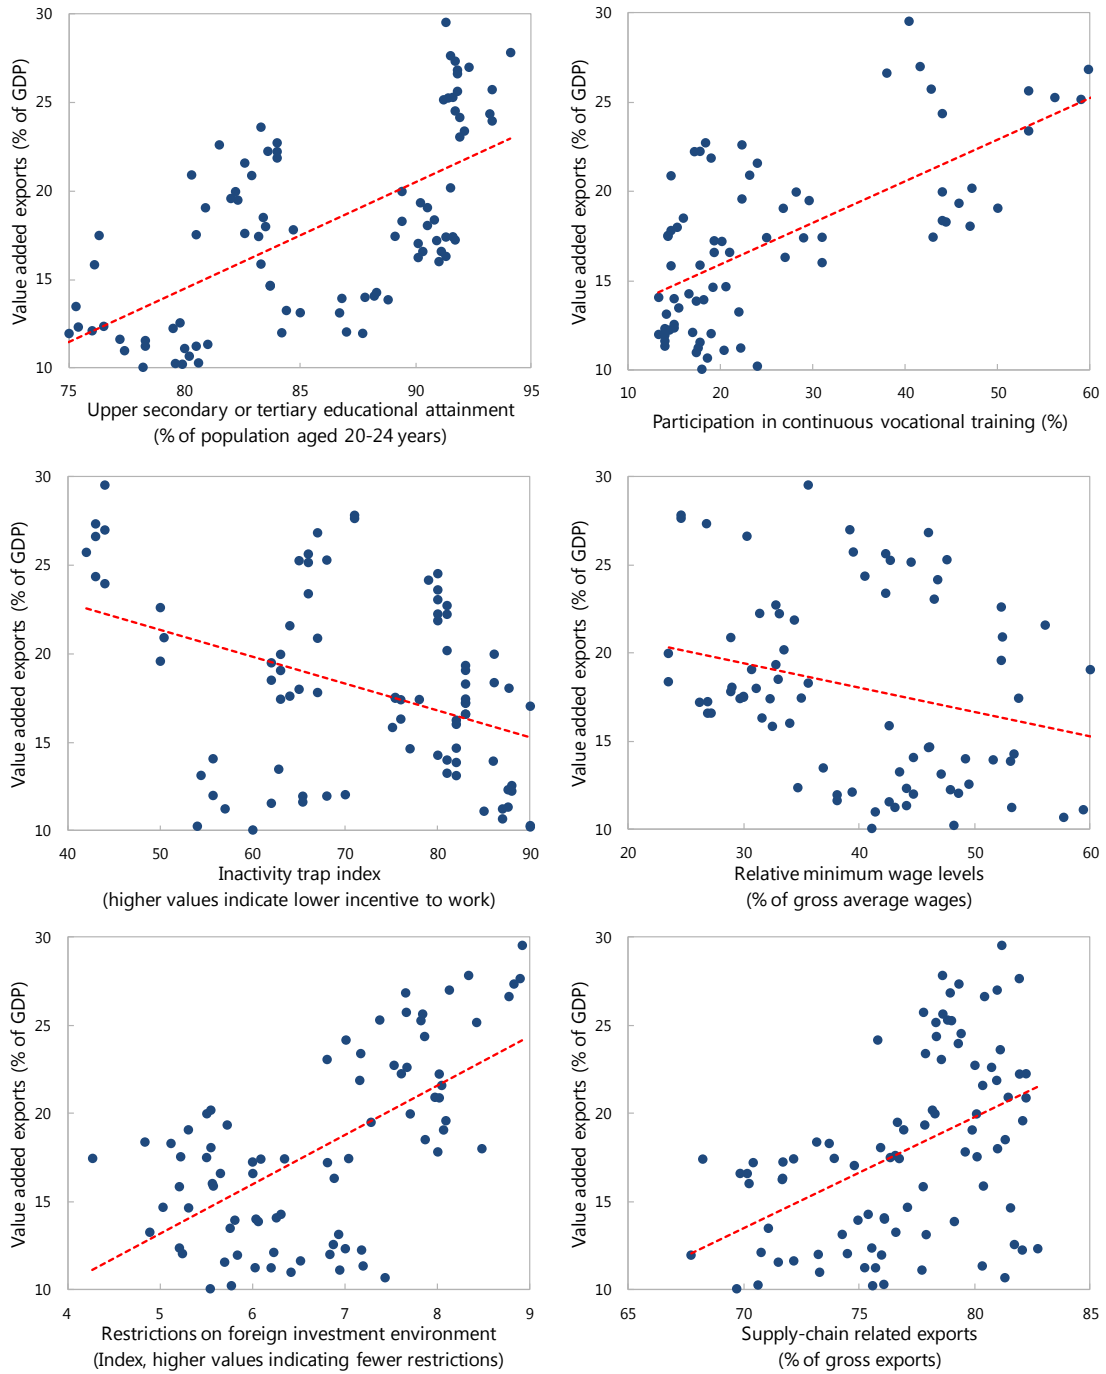 30
25
20
15
10
Value added exports (% of GDP)
75 80 85 90 95
Upper secondary or tertiary educational attainment
(% of population aged 20-24 years)
30
25
20
15
10
Value added exports (% of GDP)
10 20 30 40 50 60
Participation in continuous vocational training (%)
30
25
20
15
10
Value added exports (% of GDP)
40 50 60 70 80 90
Inactivity trap index
(higher values indicate lower incentive to work)
30
25
20
15
10
Value added exports (% of GDP)
20 30 40 50 60
Relative minimum wage levels
(% of gross average wages)
30
25
20
15
10
Value added exports (% of GDP)
4 5 6 7 8 9
Restrictions on foreign investment environment
(Index, higher values indicating fewer restrictions)
30
25
20
15
10
Value added exports (% of GDP)
65 70 75 80 85
Supply-chain related exports
(% of gross exports)